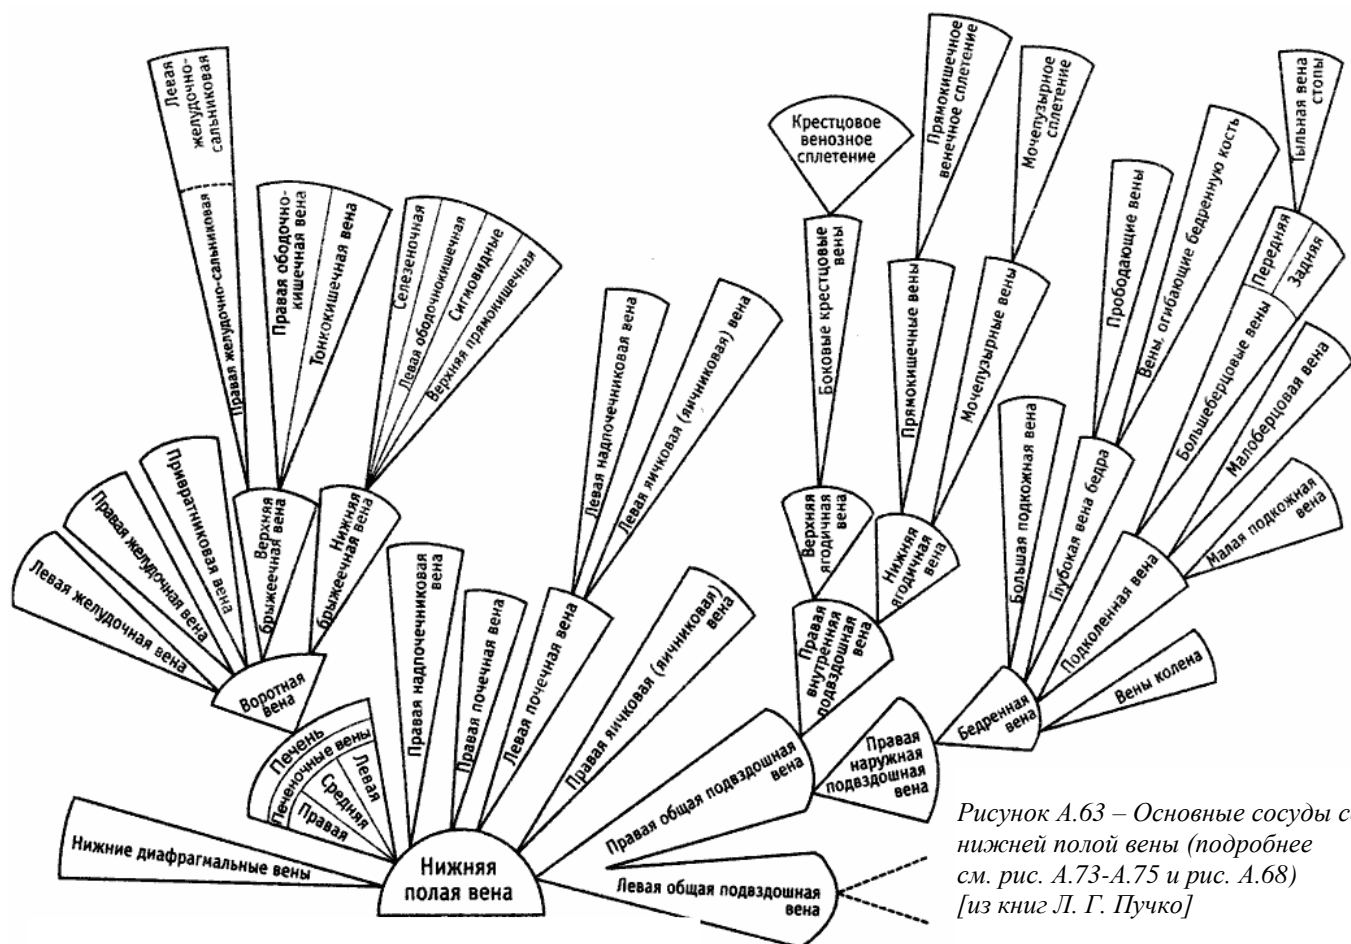 Левая
желудочно-
сальниковая
Правая желудочно-сальниковая
Правая ободочно-
кишечная вена
Тонкокишечная вена
Селезеночная
Левая ободочнокишечная
Сигмовидные
Верхняя прямокишечная
Левая желудочная вена
Правая желудочная вена
Привратниковая вена
Верхняя
брыжеечная вена
Нижняя
брыжеечная вена
Воротная
вена
Печень
Печеночные вены
Левая
Средняя
Правая
Нижние диафрагмальные вены
Нижняя
полая вена
Правая надпочечниковая
вена
Правая почечная
вена
Левая почечная вена
Левая надпочечниковая вена
Левая яичковая (яичниковая) вена
Правая яичковая (яичниковая)
вена
Правая общая подвздошная
вена
Левая общая подвздошная
вена
Правая
внутренняя
подвздошная
вена
Правая
наружная
подвздошная
вена
Верхняя
ягодичная
вена
Нижняя
ягодичная
вена
Боковые крестцовые
вены
Крестцовое
венозное
сплетение
Прямокишечные вены
Прямокишечное
венечное сплетение
Мочепузырные вены
Мочепузырное
сплетение
Бедренная
вена
Большая подкожная вена
Глубокая вена бедра
Прободающие вены
Вены, огибающие бедренную кость
Подколенная вена
Вены колена
Большеберцовые вены
Передняя
Задняя
Тыльная вена
стопы
Малоберцовая вена
Малая подкожная
вена
Рисунок А.63 – Основные сосуды с
нижней полой вены (подробнее
см. рис. А.73-А.75 и рис. А.68)
[из книг Л. Г. Пучко]